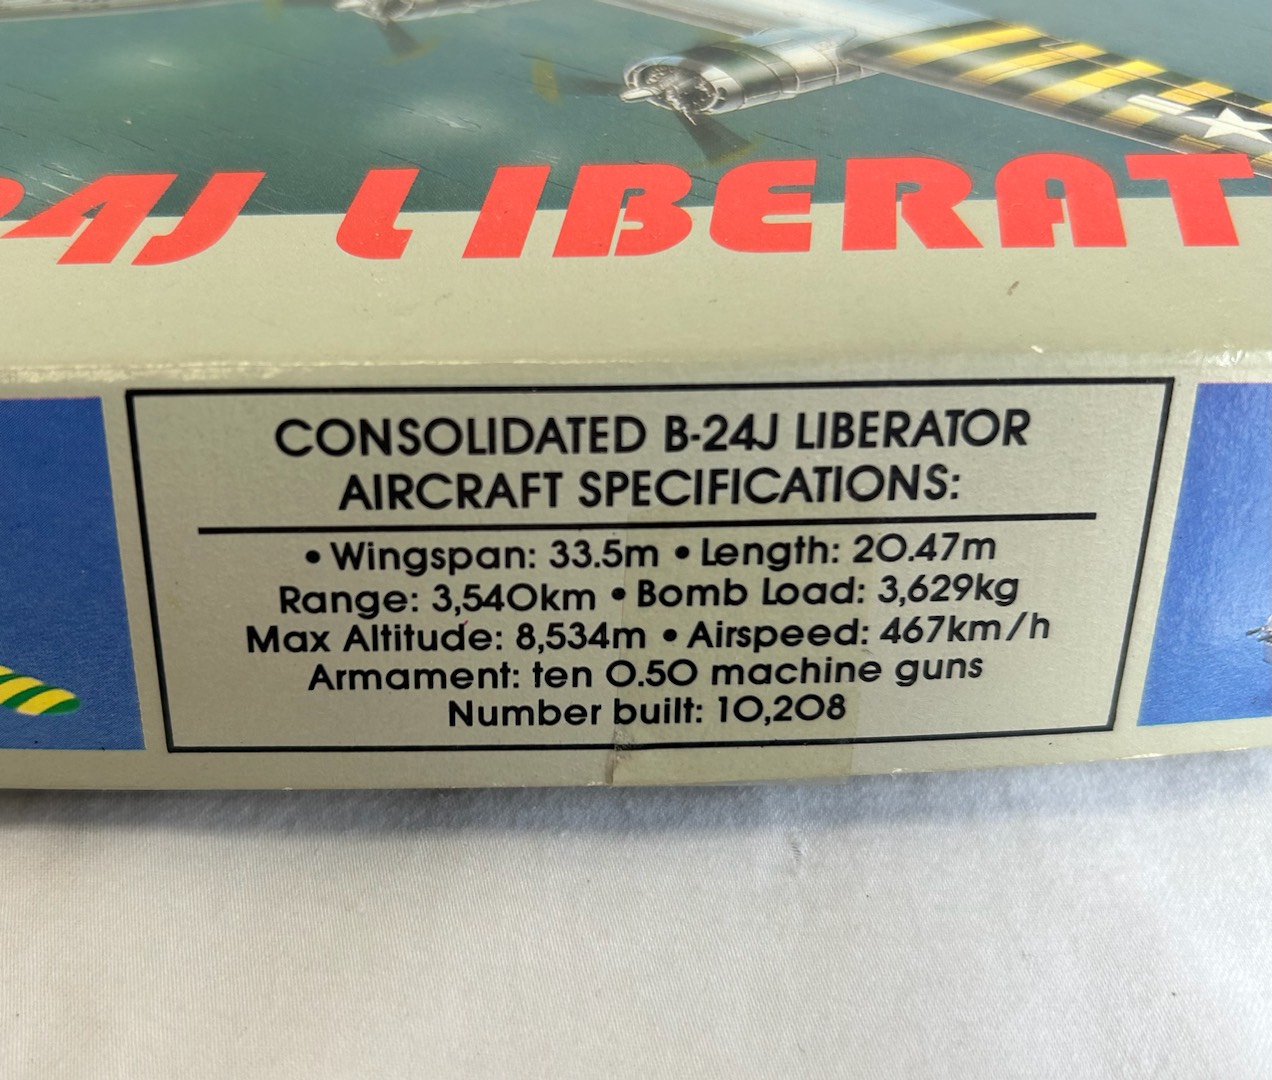 24J LIBERAT
CONSOLIDATED B-24J LIBERATOR
AIRCRAFT SPECIFICATIONS:
• Wingspan: 33.5m • Length: 20.47m
Range: 3,540km • Bomb Load: 3,629kg
Max Altitude: 8,534m • Airspeed: 467km/h
Armament: ten 0.50 machine guns
Number built: 10,208